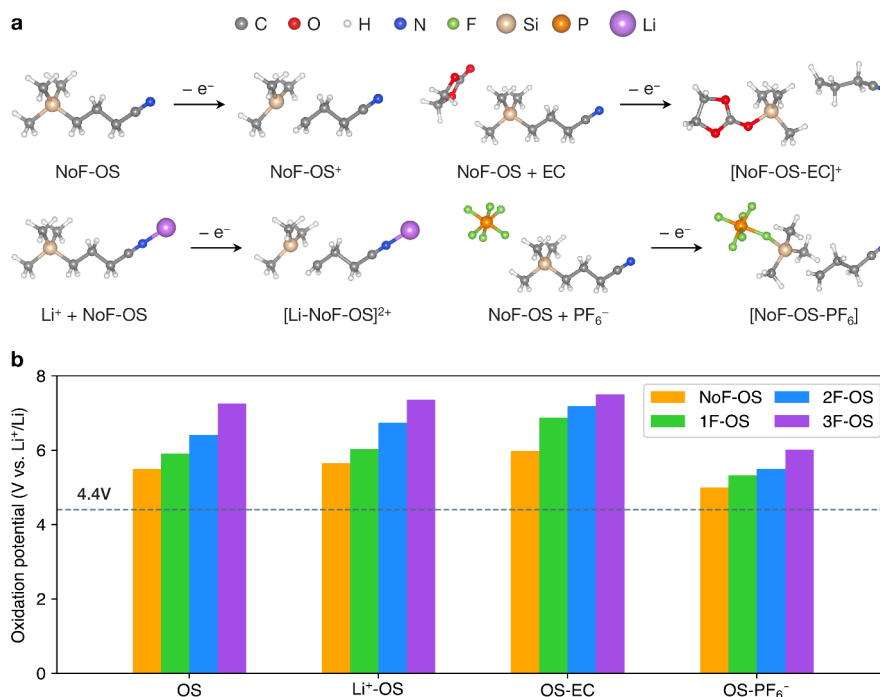 a
C O H N F Si P Li
– e⁻ – e⁻
NoF-OS NoF-OS⁺ NoF-OS + EC [NoF-OS-EC]⁺
– e⁻ – e⁻
Li⁺ + NoF-OS [Li-NoF-OS]²⁺ NoF-OS + PF₆⁻ [NoF-OS-PF₆]
b
Oxidation potential (V vs. Li⁺/Li)
8
6
4
2
0
4.4V
NoF-OS 2F-OS
1F-OS 3F-OS
OS Li⁺-OS OS-EC OS-PF₆⁻